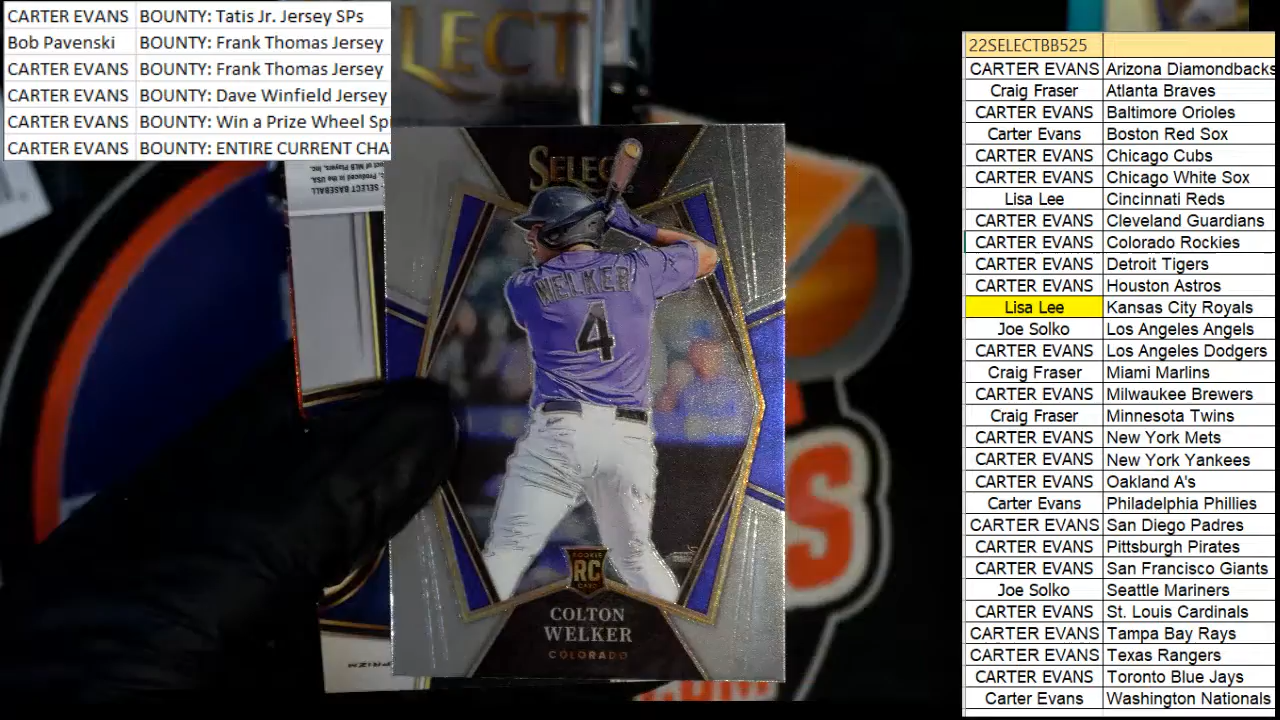 CARTER EVANS BOUNTY: Tatis Jr. Jersey SPs
Bob Pavenski BOUNTY: Frank Thomas Jersey
CARTER EVANS BOUNTY: Frank Thomas Jersey
CARTER EVANS BOUNTY: Dave Winfield Jersey
CARTER EVANS BOUNTY: Win a Prize Wheel Spi
CARTER EVANS BOUNTY: ENTIRE CURRENT CHA
LECT
SELECT BASEBALL
SELECT
WELKER
4
ROOKIE
RC
CARD
COLTON
WELKER
COLORADO
PRIZM
22SELECTBB525
CARTER EVANS Arizona Diamondbacks
Craig Fraser Atlanta Braves
CARTER EVANS Baltimore Orioles
Carter Evans Boston Red Sox
CARTER EVANS Chicago Cubs
CARTER EVANS Chicago White Sox
Lisa Lee Cincinnati Reds
CARTER EVANS Cleveland Guardians
CARTER EVANS Colorado Rockies
CARTER EVANS Detroit Tigers
CARTER EVANS Houston Astros
Lisa Lee Kansas City Royals
Joe Solko Los Angeles Angels
CARTER EVANS Los Angeles Dodgers
Craig Fraser Miami Marlins
CARTER EVANS Milwaukee Brewers
Craig Fraser Minnesota Twins
CARTER EVANS New York Mets
CARTER EVANS New York Yankees
CARTER EVANS Oakland A's
Carter Evans Philadelphia Phillies
CARTER EVANS San Diego Padres
CARTER EVANS Pittsburgh Pirates
CARTER EVANS San Francisco Giants
Joe Solko Seattle Mariners
CARTER EVANS St. Louis Cardinals
CARTER EVANS Tampa Bay Rays
CARTER EVANS Texas Rangers
CARTER EVANS Toronto Blue Jays
Carter Evans Washington Nationals